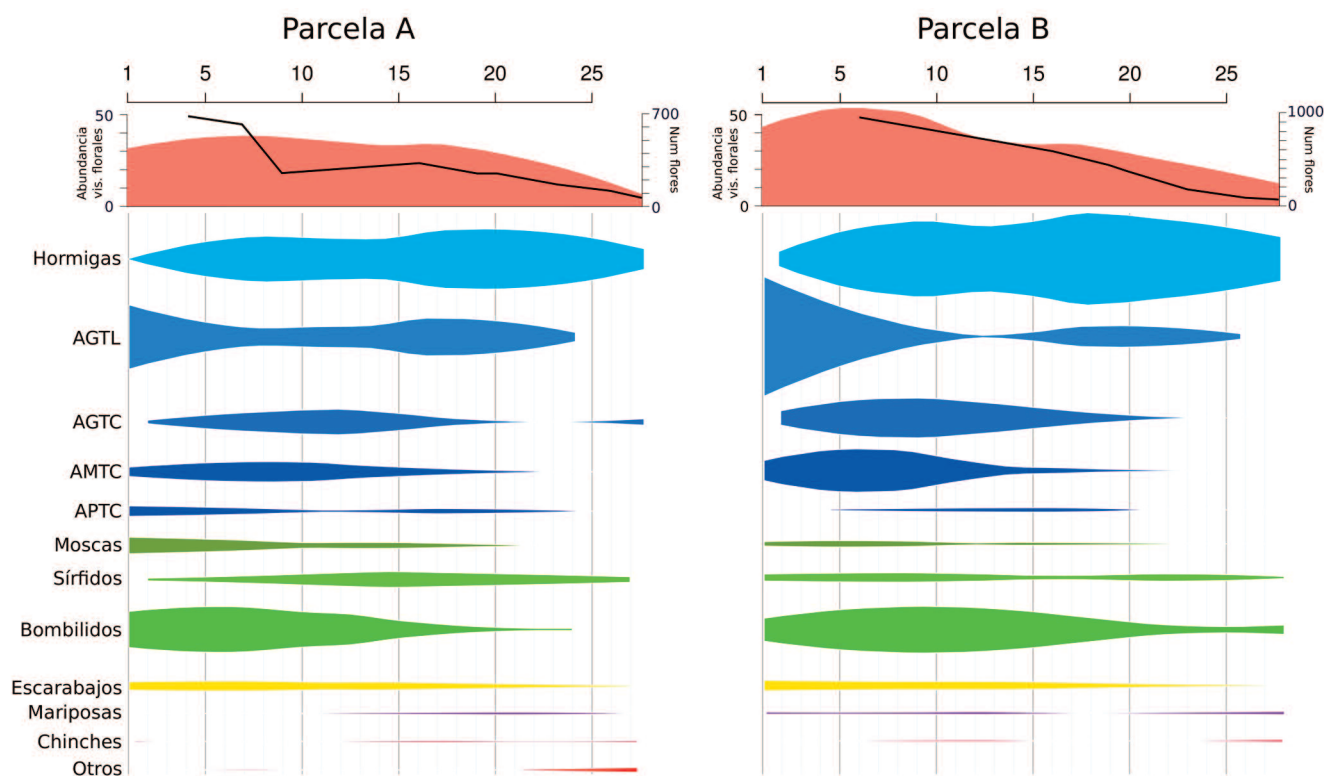 Parcela A
Parcela B
1 5 10 15 20 25
1 5 10 15 20 25
50
0
Abundancia
vis. florales
700
0
Num flores
50
0
Abundancia
vis. florales
1000
0
Num flores
Hormigas
AGTL
AGTC
AMTC
APTC
Moscas
Sírfidos
Bombilidos
Escarabajos
Mariposas
Chinches
Otros